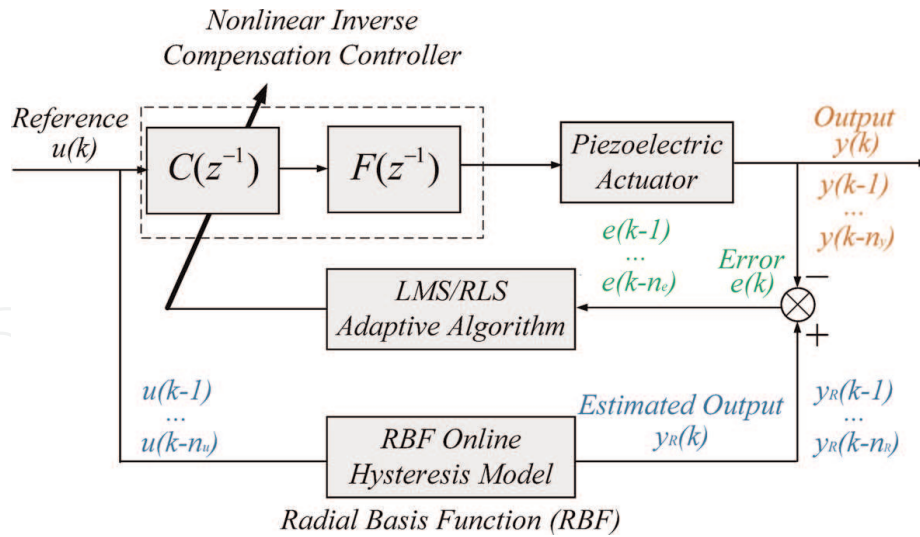 Nonlinear Inverse
Compensation Controller
Reference
u(k)
C(z⁻¹)
F(z⁻¹)
Piezoelectric
Actuator
Output
y(k)
y(k-1)
...
y(k-nᵧ)
e(k-1)
...
e(k-nₑ)
Error
e(k)
−
+
LMS/RLS
Adaptive Algorithm
u(k-1)
...
u(k-nᵤ)
RBF Online
Hysteresis Model
Estimated Output
y_R(k)
y_R(k-1)
...
y_R(k-n_R)
Radial Basis Function (RBF)